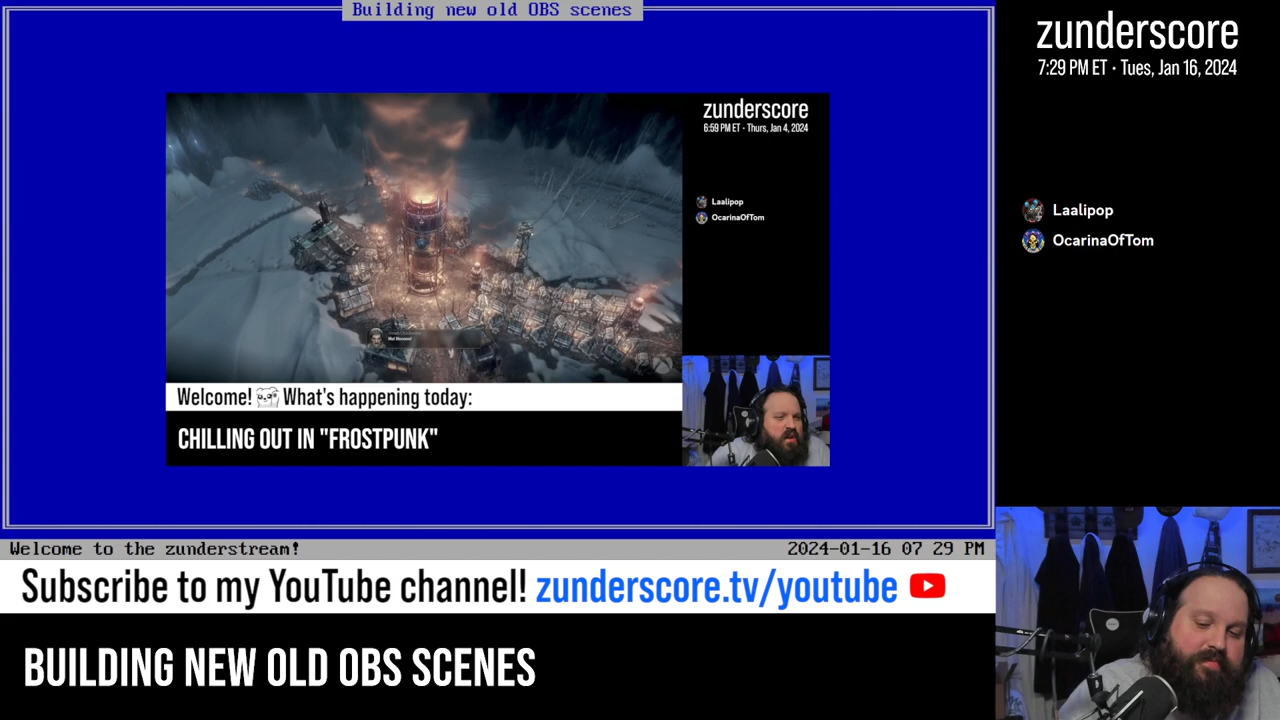 Building new old OBS scenes
zunderscore
7:29 PM ET · Tues, Jan 16, 2024
zunderscore
6:59 PM ET · Thurs, Jan 4, 2024
Laalipop
OcarinaOfTom
Laalipop
OcarinaOfTom
Welcome! What's happening today:
CHILLING OUT IN "FROSTPUNK"
Welcome to the zunderstream!
2024-01-16 07 29 PM
Subscribe to my YouTube channel! zunderscore.tv/youtube
BUILDING NEW OLD OBS SCENES